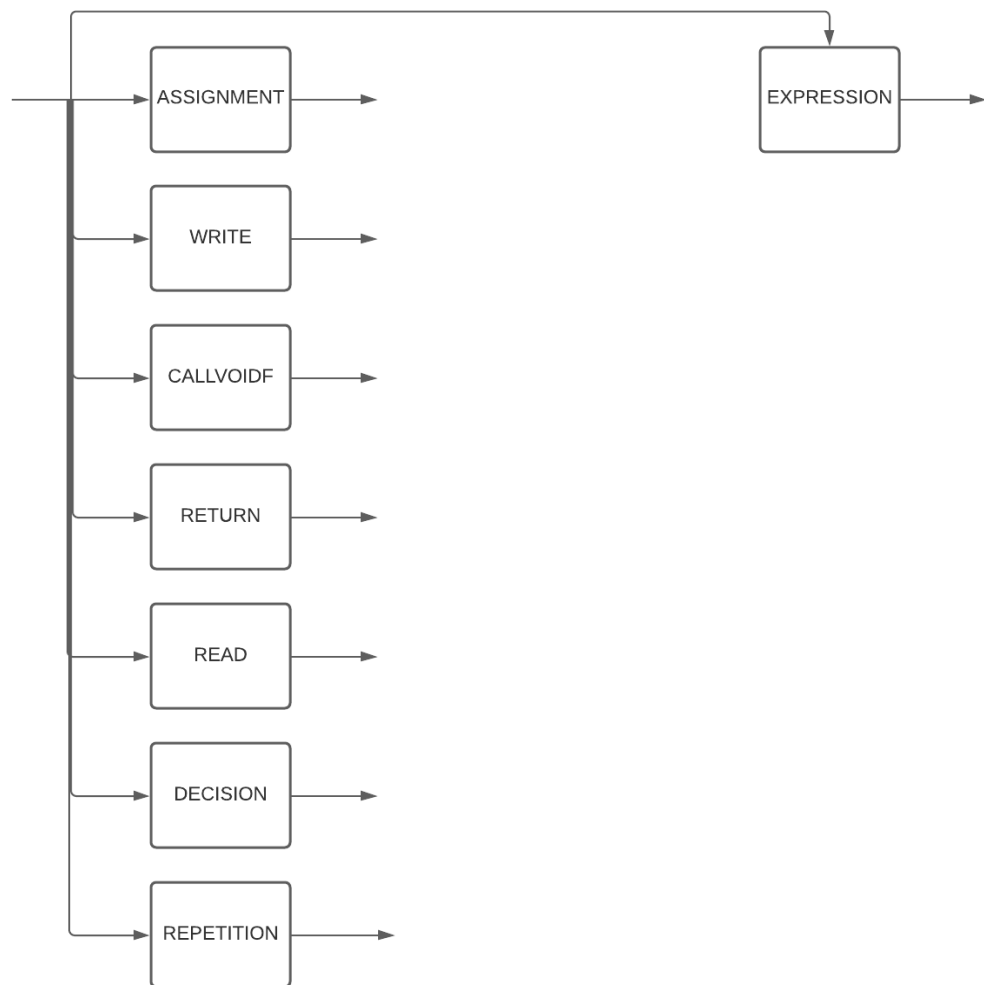 ASSIGNMENT
EXPRESSION
WRITE
CALLVOIDF
RETURN
READ
DECISION
REPETITION